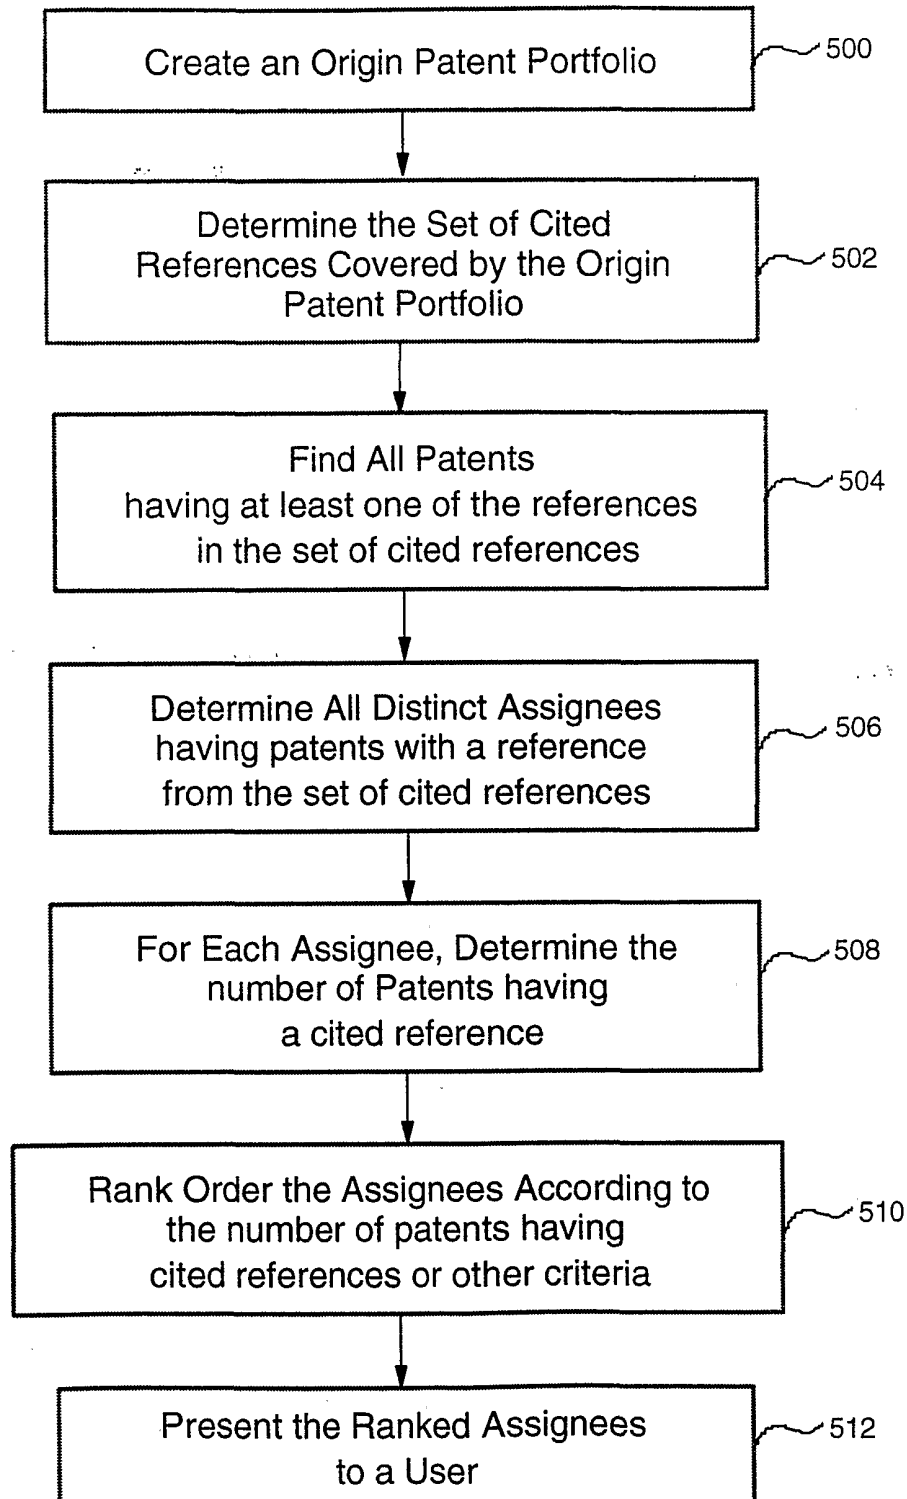 Create an Origin Patent Portfolio
500
Determine the Set of Cited
References Covered by the Origin
Patent Portfolio
502
Find All Patents
having at least one of the references
in the set of cited references
504
Determine All Distinct Assignees
having patents with a reference
from the set of cited references
506
For Each Assignee, Determine the
number of Patents having
a cited reference
508
Rank Order the Assignees According to
the number of patents having
cited references or other criteria
510
Present the Ranked Assignees
to a User
512